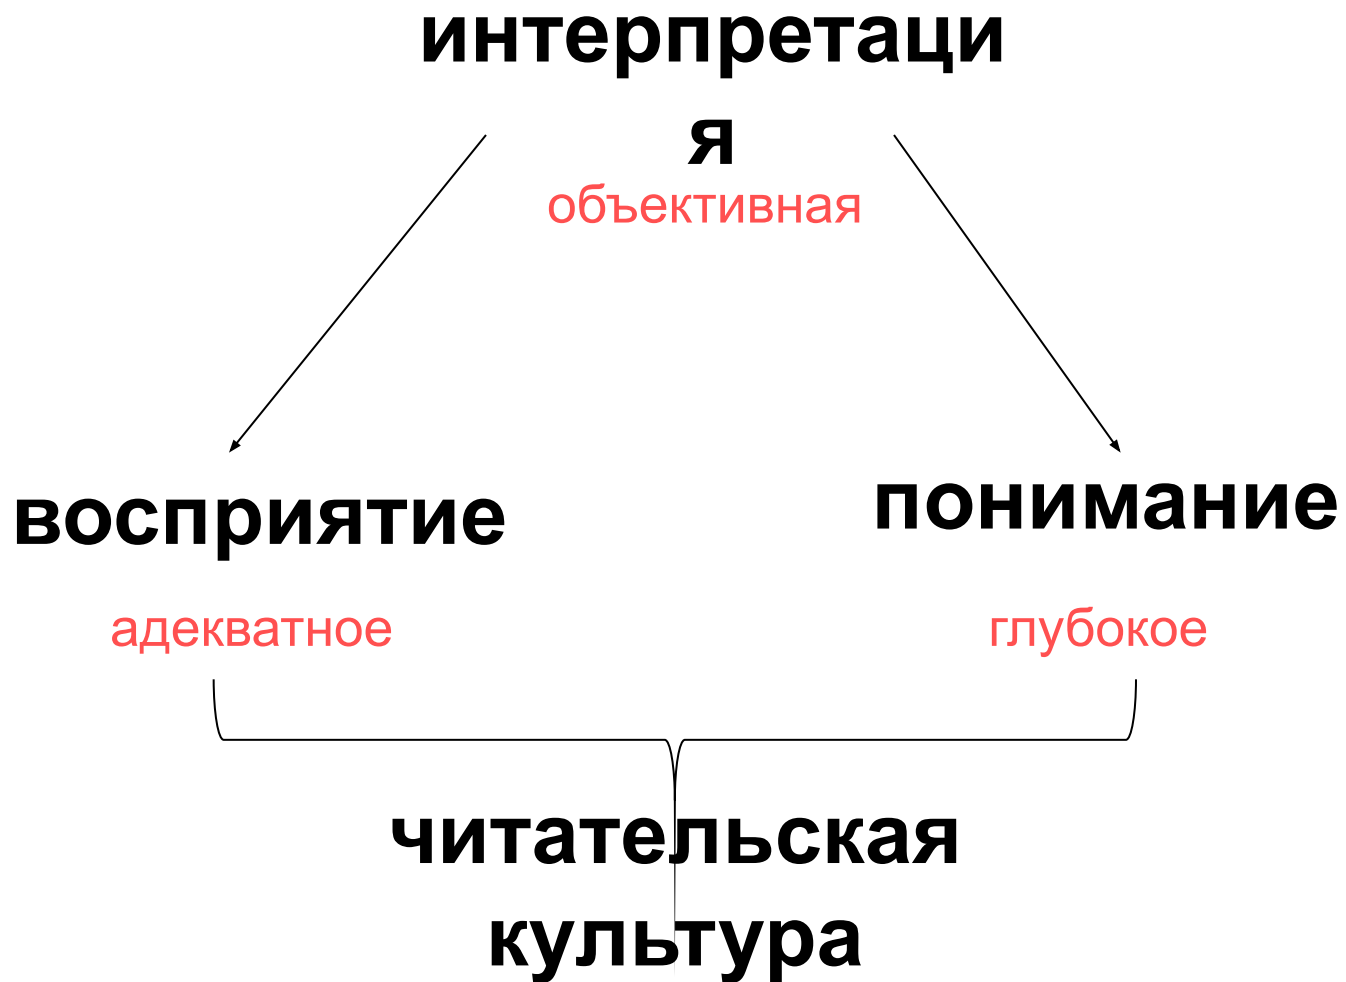 интерпретаци
я
объективная
восприятие
понимание
адекватное
глубокое
читательская
культура